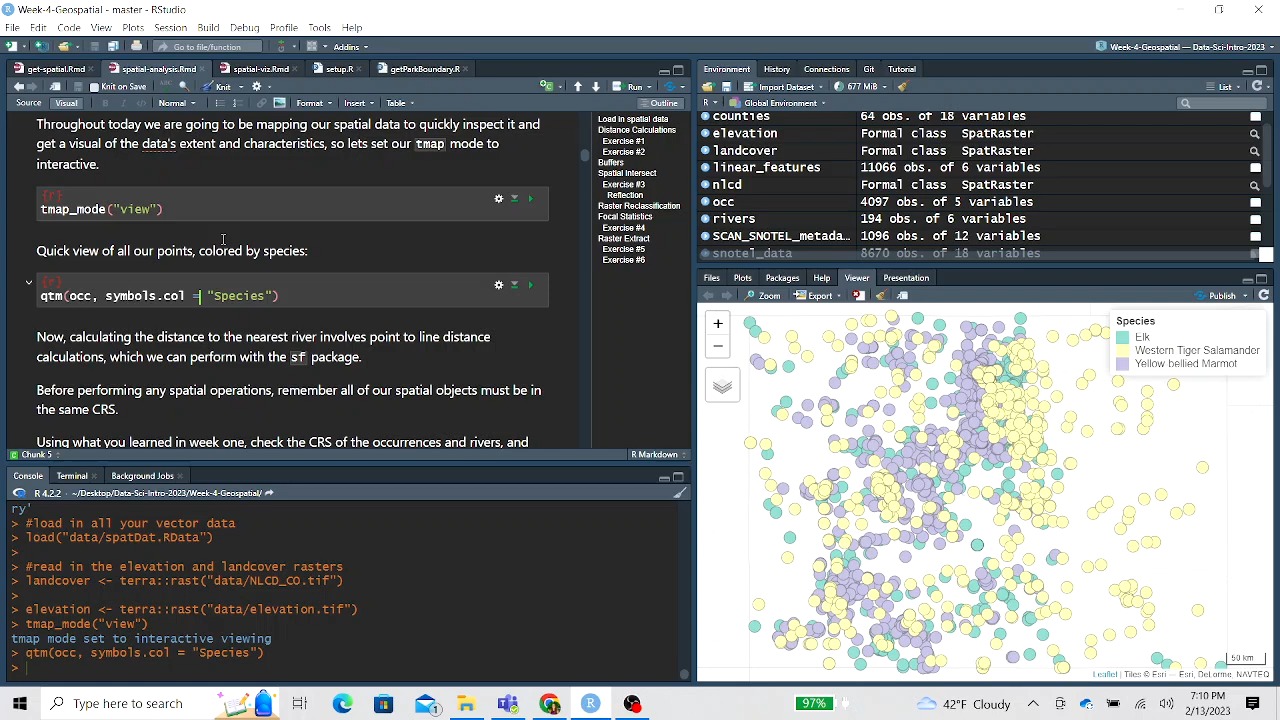 Week-4-Geospatial - master - RStudio
File Edit Code View Plots Session Build Debug Profile Tools Help
Go to file/function
Addins
Week-4-Geospatial — Data-Sci-Intro-2023
get-spatial.Rmd
spatial-analysis.Rmd
spatial-viz.Rmd
setup.R
getParkBoundary.R
Knit on Save
Knit
Run
Source
Visual
B
I
Normal
Format
Insert
Table
Outline
Throughout today we are going to be mapping our spatial data to quickly inspect it and
get a visual of the data's extent and characteristics, so lets set our tmap mode to
interactive.
{r}
tmap_mode("view")
Quick view of all our points, colored by species:
{r}
qtm(occ, symbols.col = "Species")
Now, calculating the distance to the nearest river involves point to line distance
calculations, which we can perform with the sf package.
Before performing any spatial operations, remember all of our spatial objects must be in
the same CRS.
Using what you learned in week one, check the CRS of the occurrences and rivers, and
Load in spatial data
Distance Calculations
Exercise #1
Exercise #2
Buffers
Spatial Intersect
Exercise #3
Reflection
Raster Reclassification
Focal Statistics
Exercise #4
Raster Extract
Exercise #5
Exercise #6
Chunk 5
R Markdown
Console
Terminal
Background Jobs
R 4.2.2 · ~/Desktop/Data-Sci-Intro-2023/Week-4-Geospatial/
ry'
> #load in all your vector data
> load("data/spatDat.RData")
>
> #read in the elevation and landcover rasters
> landcover <- terra::rast("data/NLCD_CO.tif")
>
> elevation <- terra::rast("data/elevation.tif")
> tmap_mode("view")
tmap mode set to interactive viewing
> qtm(occ, symbols.col = "Species")
>
Environment
History
Connections
Git
Tutorial
Import Dataset
677 MiB
List
R
Global Environment
counties 64 obs. of 18 variables
elevation Formal class SpatRaster
landcover Formal class SpatRaster
linear_features 11066 obs. of 6 variables
nlcd Formal class SpatRaster
occ 4097 obs. of 5 variables
rivers 194 obs. of 6 variables
SCAN_SNOTEL_metada… 1096 obs. of 12 variables
snotel_data 8670 obs. of 18 variables
Files
Plots
Packages
Help
Viewer
Presentation
Zoom
Export
Publish
+
−
Species
Elk
Western Tiger Salamander
Yellow bellied Marmot
50 km
Leaflet | Tiles © Esri — Esri, DeLorme, NAVTEQ
Type here to search
97%
42°F Cloudy
7:10 PM
2/13/2023